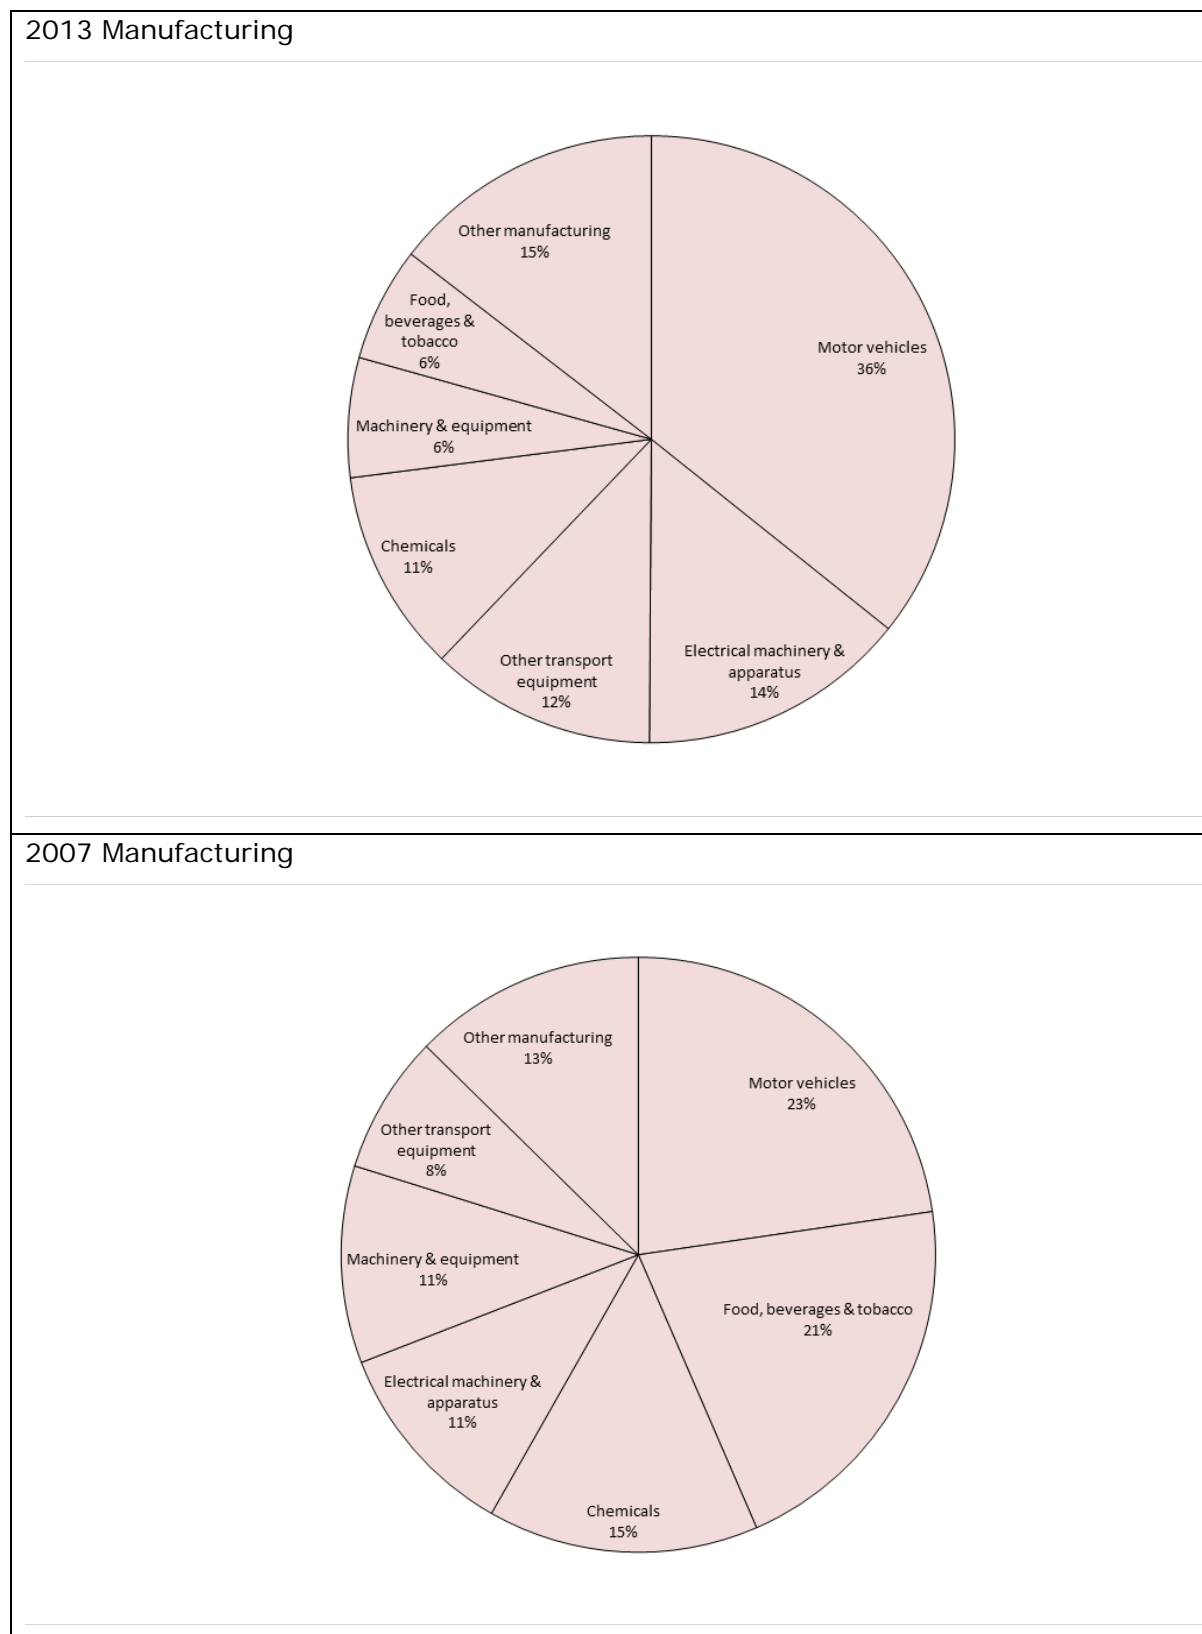 2013 Manufacturing
Other manufacturing
15%
Food,
beverages &
tobacco
6%
Motor vehicles
36%
Machinery & equipment
6%
Chemicals
11%
Other transport
equipment
12%
Electrical machinery &
apparatus
14%
2007 Manufacturing
Other manufacturing
13%
Motor vehicles
23%
Other transport
equipment
8%
Machinery & equipment
11%
Food, beverages & tobacco
21%
Electrical machinery &
apparatus
11%
Chemicals
15%